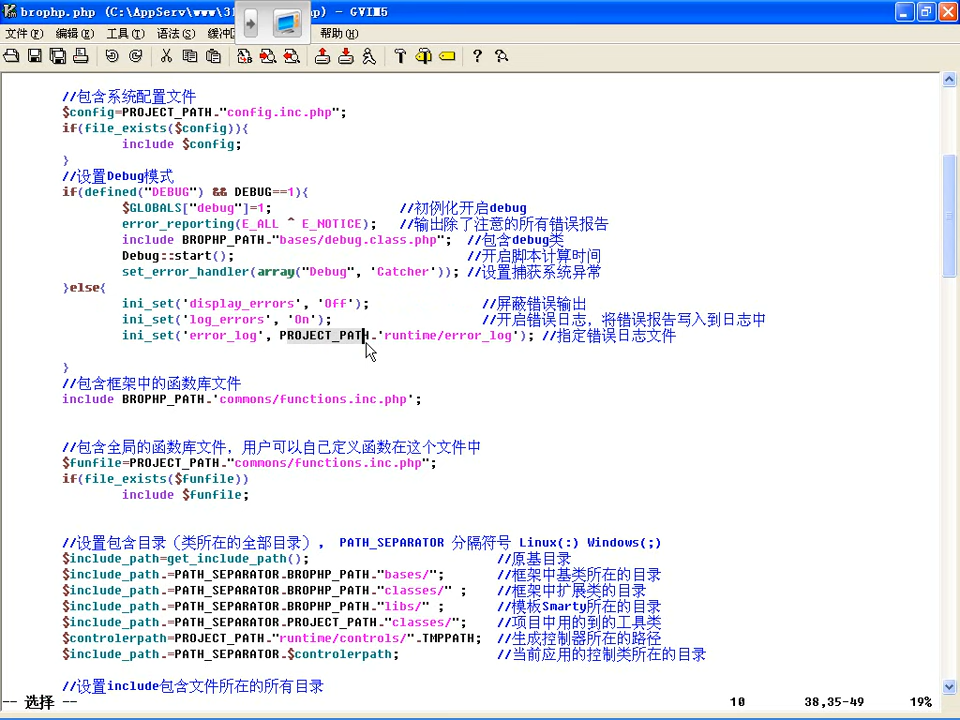 brophp.php (C:\AppServ\www\3 hp) - GVIM5
文件(F) 编辑(E) 工具(T) 语法(S) 缓冲 帮助(H)
//包含系统配置文件
$config=PROJECT_PATH."config.inc.php";
if(file_exists($config)){
include $config;
}
//设置Debug模式
if(defined("DEBUG") && DEBUG==1){
$GLOBALS["debug"]=1; //初例化开启debug
error_reporting(E_ALL ^ E_NOTICE); //输出除了注意的所有错误报告
include BROPHP_PATH."bases/debug.class.php"; //包含debug类
Debug::start(); //开启脚本计算时间
set_error_handler(array("Debug", 'Catcher')); //设置捕获系统异常
}else{
ini_set('display_errors', 'Off'); //屏蔽错误输出
ini_set('log_errors', 'On'); //开启错误日志，将错误报告写入到日志中
ini_set('error_log', PROJECT_PATH.'runtime/error_log'); //指定错误日志文件
}
//包含框架中的函数库文件
include BROPHP_PATH.'commons/functions.inc.php';
//包含全局的函数库文件，用户可以自己定义函数在这个文件中
$funfile=PROJECT_PATH."commons/functions.inc.php";
if(file_exists($funfile))
include $funfile;
//设置包含目录（类所在的全部目录）， PATH_SEPARATOR 分隔符号 Linux(:) Windows(;)
$include_path=get_include_path(); //原基目录
$include_path.=PATH_SEPARATOR.BROPHP_PATH."bases/"; //框架中基类所在的目录
$include_path.=PATH_SEPARATOR.BROPHP_PATH."classes/" ; //框架中扩展类的目录
$include_path.=PATH_SEPARATOR.BROPHP_PATH."libs/" ; //模板Smarty所在的目录
$include_path.=PATH_SEPARATOR.PROJECT_PATH."classes/"; //项目中用的到的工具类
$controlerpath=PROJECT_PATH."runtime/controls/".TMPPATH; //生成控制器所在的路径
$include_path.=PATH_SEPARATOR.$controlerpath; //当前应用的控制类所在的目录
//设置include包含文件所在的所有目录
-- 选择 -- 10 38,35-49 19%